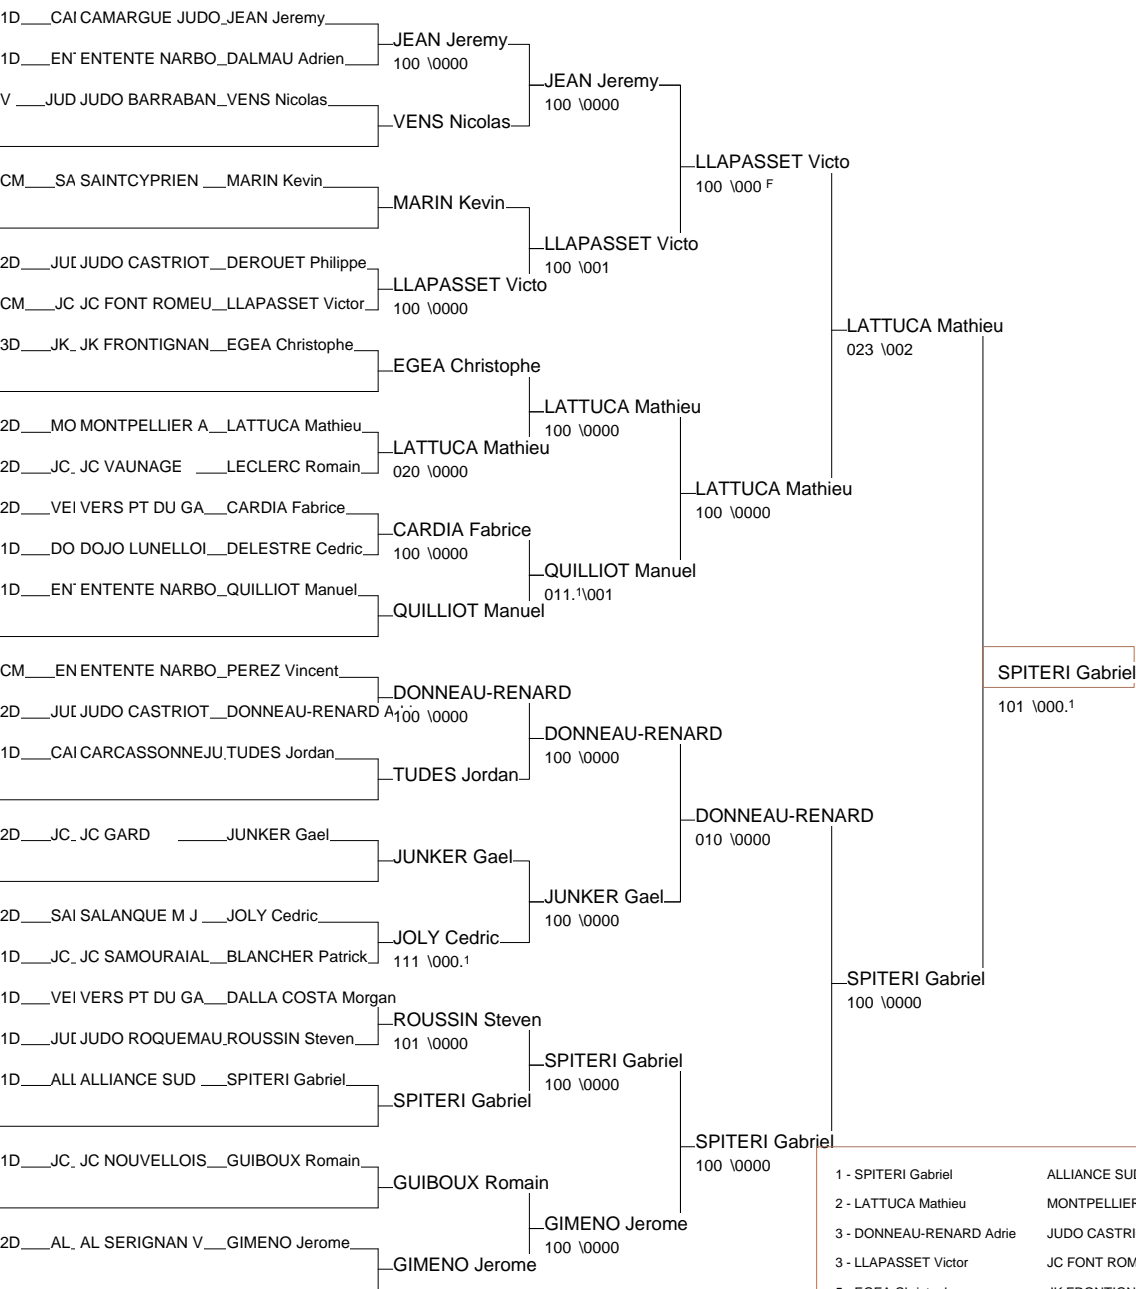 1D CAI CAMARGUE JUDO JEAN Jeremy
1D EN ENTENTE NARBO DALMAU Adrien
V JUD JUDO BARRABAN VENS Nicolas
CM SA SAINTCYPRIEN MARIN Kevin
2D JUD JUDO CASTRIOT DEROUET Philippe
CM JC JC FONT ROMEU LLAPASSET Victor
3D JK JK FRONTIGNAN EGEA Christophe
2D MO MONTPELLIER A LATTUCA Mathieu
2D JC JC VAUNAGE LECLERC Romain
2D VEI VERS PT DU GA CARDIA Fabrice
1D DO DOJO LUNELLOI DELESTRE Cedric
1D EN ENTENTE NARBO QUILLIOT Manuel
CM EN ENTENTE NARBO PEREZ Vincent
2D JUD JUDO CASTRIOT DONNEAU-RENARD
1D CAI CARCASSONNEJU TUDES Jordan
2D JC JC GARD JUNKER Gael
2D SAI SALANQUE M J JOLY Cedric
1D JC JC SAMOURAIAL BLANCHER Patrick
1D VEI VERS PT DU GA DALLA COSTA Morgan
1D JUD JUDO ROQUEMAU ROUSSIN Steven
1D ALL ALLIANCE SUD SPITERI Gabriel
1D JC JC NOUVELLOIS GUIBOUX Romain
2D AL AL SERIGNAN V GIMENO Jerome
JEAN Jeremy
100 \0000
VENS Nicolas
MARIN Kevin
LLAPASSET Victo
100 \0000
EGEA Christophe
LATTUCA Mathieu
020 \0000
CARDIA Fabrice
100 \0000
QUILLIOT Manuel
DONNEAU-RENARD
100 \0000
TUDES Jordan
JUNKER Gael
JOLY Cedric
111 \000.1
ROUSSIN Steven
101 \0000
SPITERI Gabriel
GUIBOUX Romain
GIMENO Jerome
JEAN Jeremy
100 \0000
LLAPASSET Victo
100 \001
LATTUCA Mathieu
100 \0000
QUILLIOT Manuel
011.1\001
DONNEAU-RENARD
100 \0000
JUNKER Gael
100 \0000
SPITERI Gabriel
100 \0000
GIMENO Jerome
100 \0000
LLAPASSET Victo
100 \000 F
LATTUCA Mathieu
100 \0000
DONNEAU-RENARD
010 \0000
SPITERI Gabriel
100 \0000
LATTUCA Mathieu
023 \002
SPITERI Gabriel
100 \0000
SPITERI Gabriel
101 \000.1
1 - SPITERI Gabriel ALLIANCE SUD
2 - LATTUCA Mathieu MONTPELLIER
3 - DONNEAU-RENARD Adrie JUDO CASTRI
3 - LLAPASSET Victor JC FONT ROM